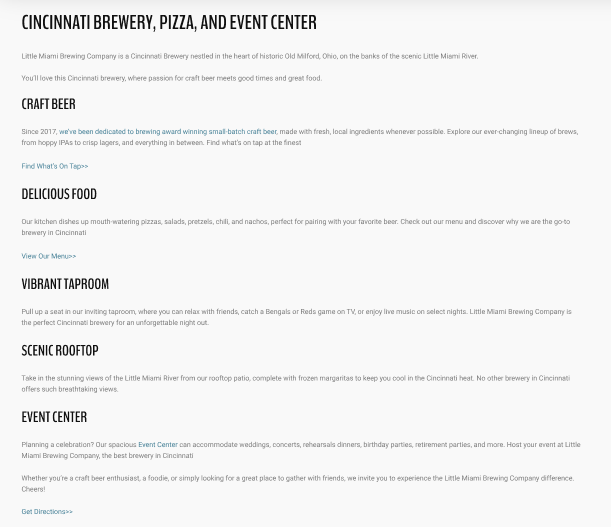 CINCINNATI BREWERY, PIZZA, AND EVENT CENTER
Little Miami Brewing Company is a Cincinnati Brewery nestled in the heart of historic Old Milford, Ohio, on the banks of the scenic Little Miami River.
You'll love this Cincinnati brewery, where passion for craft beer meets good times and great food.
CRAFT BEER
Since 2017, we've been dedicated to brewing award winning small-batch craft beer, made with fresh, local ingredients whenever possible. Explore our ever-changing lineup of brews,
from hoppy IPAs to crisp lagers, and everything in between. Find what's on tap at the finest
Find What's On Tap>>
DELICIOUS FOOD
Our kitchen dishes up mouth-watering pizzas, salads, pretzels, chili, and nachos, perfect for pairing with your favorite beer. Check out our menu and discover why we are the go-to
brewery in Cincinnati
View Our Menu>>
VIBRANT TAPROOM
Pull up a seat in our inviting taproom, where you can relax with friends, catch a Bengals or Reds game on TV, or enjoy live music on select nights. Little Miami Brewing Company is
the perfect Cincinnati brewery for an unforgettable night out.
SCENIC ROOFTOP
Take in the stunning views of the Little Miami River from our rooftop patio, complete with frozen margaritas to keep you cool in the Cincinnati heat. No other brewery in Cincinnati
offers such breathtaking views.
EVENT CENTER
Planning a celebration? Our spacious Event Center can accommodate weddings, concerts, rehearsals dinners, birthday parties, retirement parties, and more. Host your event at Little
Miami Brewing Company, the best brewery in Cincinnati
Whether you're a craft beer enthusiast, a foodie, or simply looking for a great place to gather with friends, we invite you to experience the Little Miami Brewing Company difference.
Cheers!
Get Directions>>